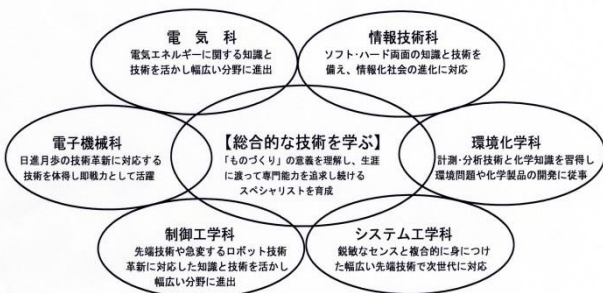 電気科
電気エネルギーに関する知識と
技術を活かし幅広い分野に進出
情報技術科
ソフト・ハード両面の知識と技術を
備え、情報化社会の進化に対応
電子機械科
日進月歩の技術革新に対応する
技術を体得し即戦力として活躍
【総合的な技術を学ぶ】
「ものづくり」の意義を理解し、生涯
に渡って専門能力を追求し続ける
スペシャリストを育成
環境化学科
計測・分析技術と化学知識を習得し
環境問題や化学製品の開発に従事
制御工学科
先端技術や急変するロボット技術
革新に対応した知識と技術を活かし
幅広い分野に進出
システム工学科
鋭敏なセンスと複合的に身につけ
た幅広い先端技術で次世代に対応